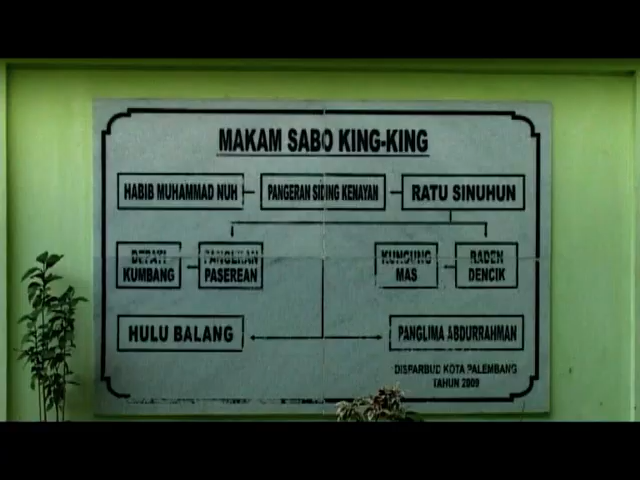 MAKAM SABO KING-KING
HABIB MUHAMMAD NUH
PANGERAN SIDING KENAYAN
RATU SINUHUN
DEPATI
KUMBANG
PANGERAN
PASEREAN
KUNGUNG
MAS
RADEN
DENCIK
HULU BALANG
PANGLIMA ABDURRAHMAN
DISPARBUD KOTA PALEMBANG
TAHUN 2009